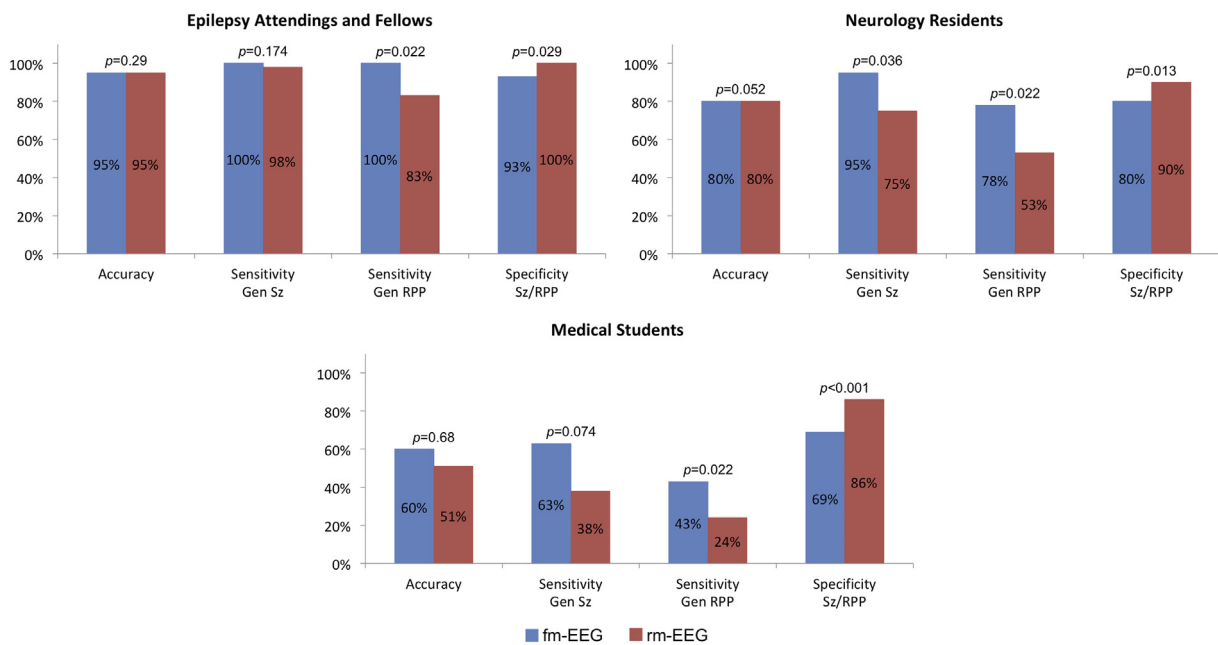 Epilepsy Attendings and Fellows
p=0.29 p=0.174 p=0.022 p=0.029
100%
80%
60%
40%
20%
0%
95% 95% 100% 98% 100% 83% 93% 100%
Accuracy Sensitivity Sensitivity Specificity
Gen Sz Gen RPP Sz/RPP
Neurology Residents
p=0.052 p=0.036 p=0.022 p=0.013
100%
80%
60%
40%
20%
0%
80% 80% 95% 75% 78% 53% 80% 90%
Accuracy Sensitivity Sensitivity Specificity
Gen Sz Gen RPP Sz/RPP
Medical Students
p=0.68 p=0.074 p=0.022 p<0.001
100%
80%
60%
40%
20%
0%
60% 51% 63% 38% 43% 24% 69% 86%
Accuracy Sensitivity Sensitivity Specificity
Gen Sz Gen RPP Sz/RPP
fm-EEG rm-EEG